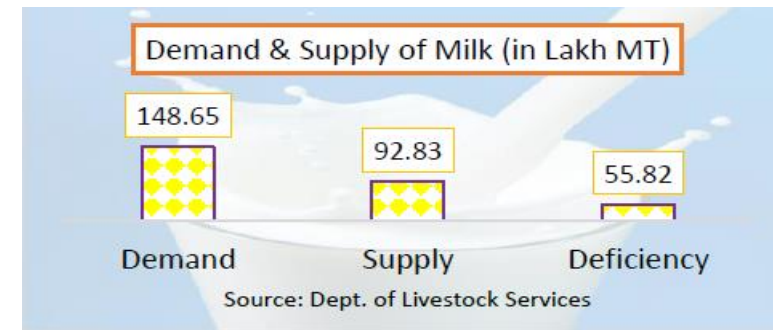 Demand & Supply of Milk (in Lakh MT)
148.65
92.83
55.82
Demand Supply Deficiency
Source: Dept. of Livestock Services